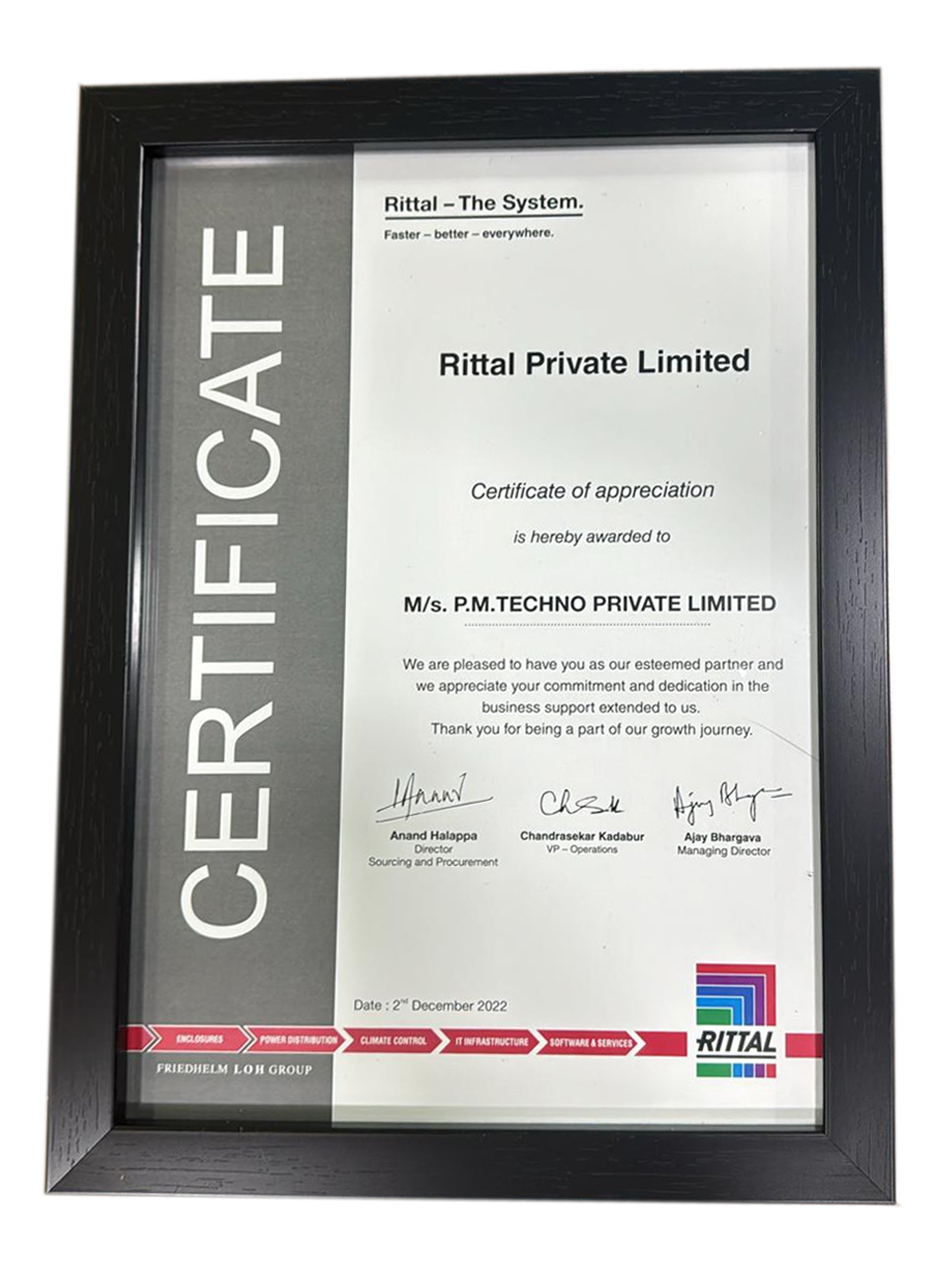 CERTIFICATE
Rittal – The System.
Faster – better – everywhere.
Rittal Private Limited
Certificate of appreciation
is hereby awarded to
M/s. P.M.TECHNO PRIVATE LIMITED
We are pleased to have you as our esteemed partner and
we appreciate your commitment and dedication in the
business support extended to us.
Thank you for being a part of our growth journey.
Anand Halappa
Director
Sourcing and Procurement
Chandrasekar Kadabur
VP – Operations
Ajay Bhargava
Managing Director
Date : 2nd December 2022
ENCLOSURES
POWER DISTRIBUTION
CLIMATE CONTROL
IT INFRASTRUCTURE
SOFTWARE & SERVICES
RITTAL
FRIEDHELM LOH GROUP